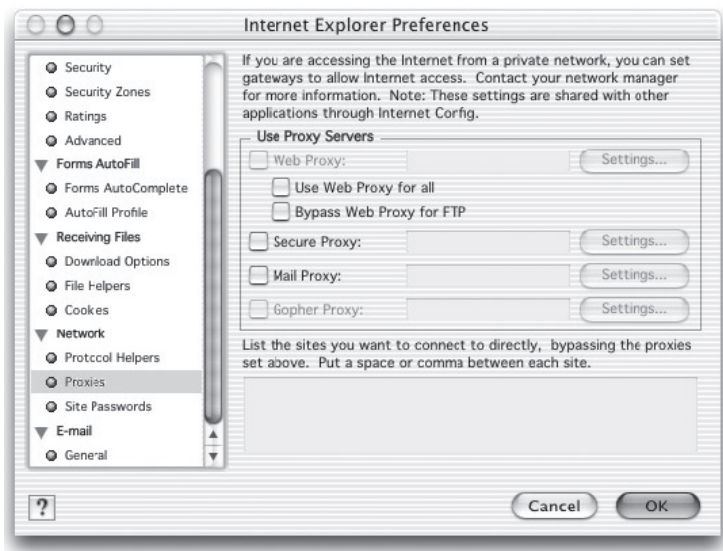 Internet Explorer Preferences
Security
Security Zones
Ratings
Advanced
Forms AutoFill
Forms AutoComplete
AutoFill Profile
Receiving Files
Download Options
File Helpers
Cookies
Network
Protocol Helpers
Proxies
Site Passwords
E-mail
General
If you are accessing the Internet from a private network, you can set
gateways to allow Internet access. Contact your network manager
for more information. Note: These settings are shared with other
applications through Internet Config.
Use Proxy Servers
Web Proxy: Settings...
Use Web Proxy for all
Bypass Web Proxy for FTP
Secure Proxy: Settings...
Mail Proxy: Settings...
Gopher Proxy: Settings...
List the sites you want to connect to directly, bypassing the proxies
set above. Put a space or comma between each site.
?
Cancel OK